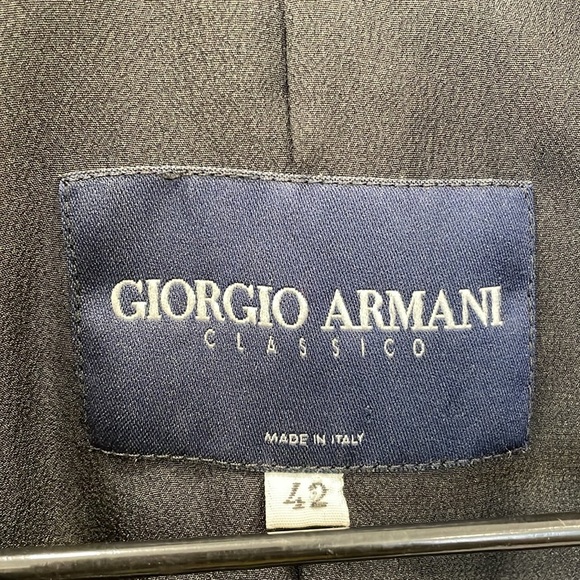 GIORGIO ARMANI
CLASSICO
MADE IN ITALY
42